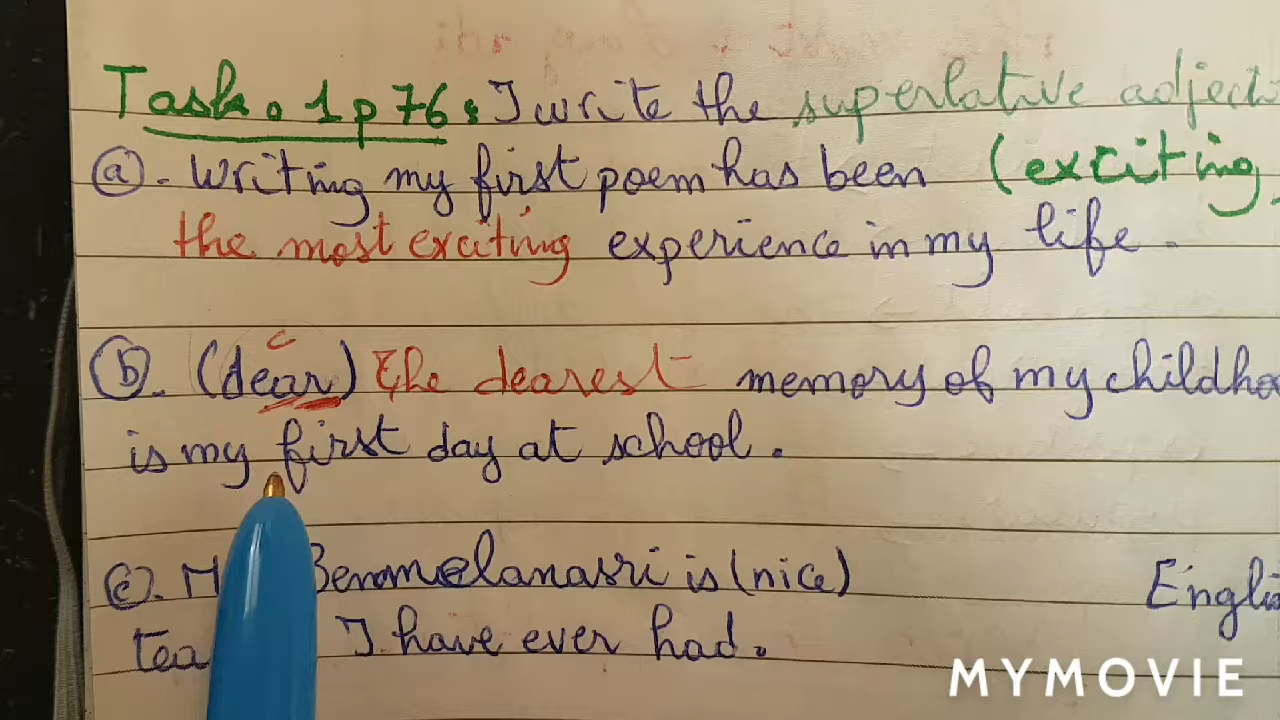 Task. 1 p 76: I write the superlative adjecti
(a). Writing my first poem has been (exciting)
the most exciting experience in my life.
(b). (dear) the dearest memory of my childho
is my first day at school.
(c). M is (nice) Engli
tea I have ever had.
MYMOVIE